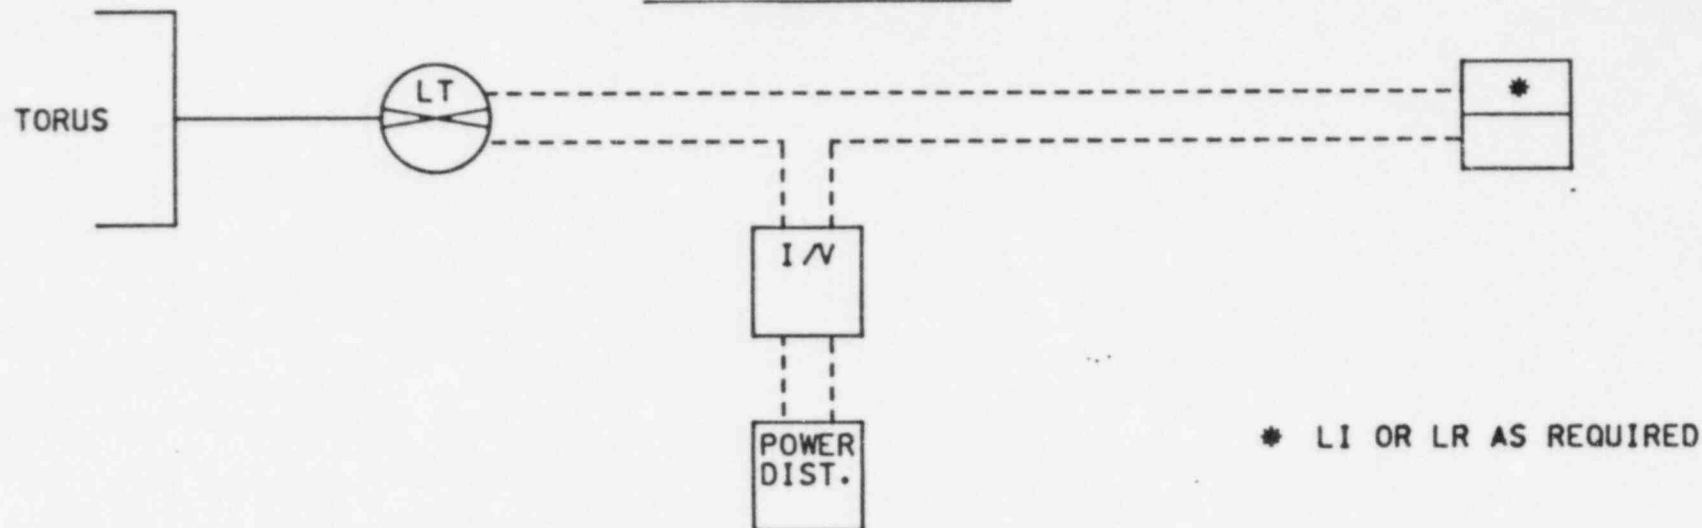 LT
*
TORUS
I/V
POWER
DIST.
* LI OR LR AS REQUIRED